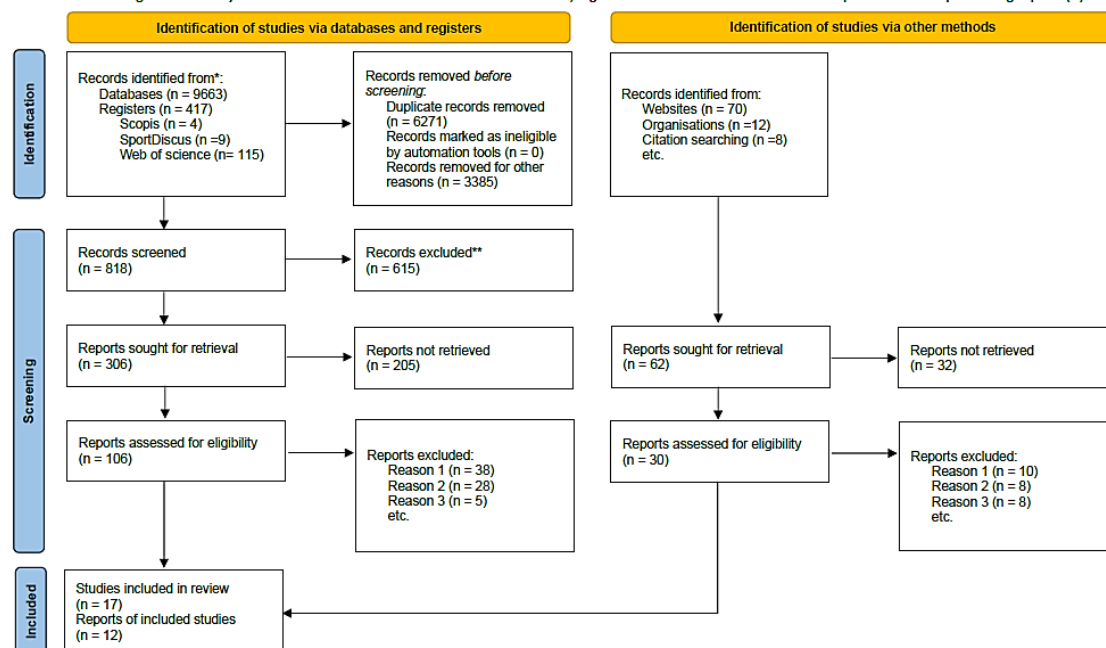 Identification of studies via databases and registers
Identification of studies via other methods
Identification
Records identified from*:
Databases (n = 9663)
Registers (n = 417)
Scopis (n = 4)
SportDiscus (n =9)
Web of science (n= 115)
Records removed before
screening:
Duplicate records removed
(n = 6271)
Records marked as ineligible
by automation tools (n = 0)
Records removed for other
reasons (n = 3385)
Records identified from:
Websites (n = 70)
Organisations (n =12)
Citation searching (n =8)
etc.
Screening
Records screened
(n = 818)
Records excluded**
(n = 615)
Reports sought for retrieval
(n = 306)
Reports not retrieved
(n = 205)
Reports sought for retrieval
(n = 62)
Reports not retrieved
(n = 32)
Reports assessed for eligibility
(n = 106)
Reports excluded:
Reason 1 (n = 38)
Reason 2 (n = 28)
Reason 3 (n = 5)
etc.
Reports assessed for eligibility
(n = 30)
Reports excluded:
Reason 1 (n = 10)
Reason 2 (n = 8)
Reason 3 (n = 8)
etc.
Included
Studies included in review
(n = 17)
Reports of included studies
(n = 12)